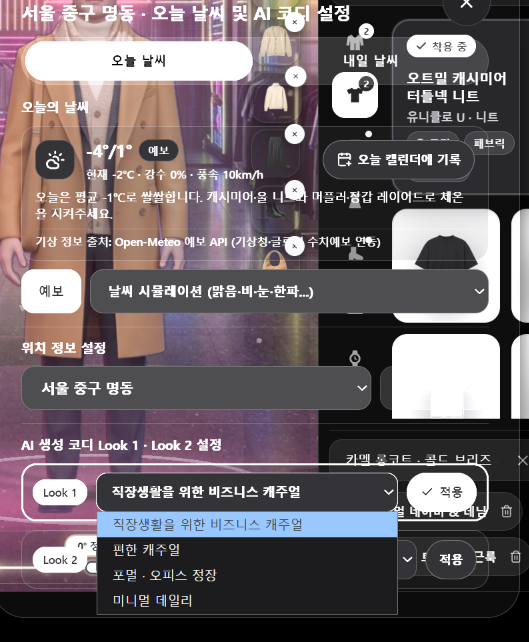 서울 중구 명동 · 오늘 날씨 및 AI 코디 설정
오늘 날씨
내일 날씨
2
2
착용 중
오트밀 캐시미어
터틀넥 니트
유니클로 U · 니트
패브릭
오늘의 날씨
-4°/1° 예보
현재 -2°C · 강수 0% · 풍속 10km/h
오늘 캘린더에 기록
오늘은 평균 -1°C로 쌀쌀합니다. 캐시미어·울 니트와 머플러·장갑 레이어드로 체온
을 지켜주세요.
기상 정보 출처: Open-Meteo 예보 API (기상청·글로벌 수치예보 연동)
예보
날씨 시뮬레이션 (맑음·비·눈·한파...)
위치 정보 설정
서울 중구 명동
AI 생성 코디 Look 1 · Look 2 설정
카멜 롱코트 · 콜드 브리즈
Look 1
직장생활을 위한 비즈니스 캐주얼
적용
직장생활을 위한 비즈니스 캐주얼
편한 캐주얼
포멀 · 오피스 정장
미니멀 데일리
Look 2
적용